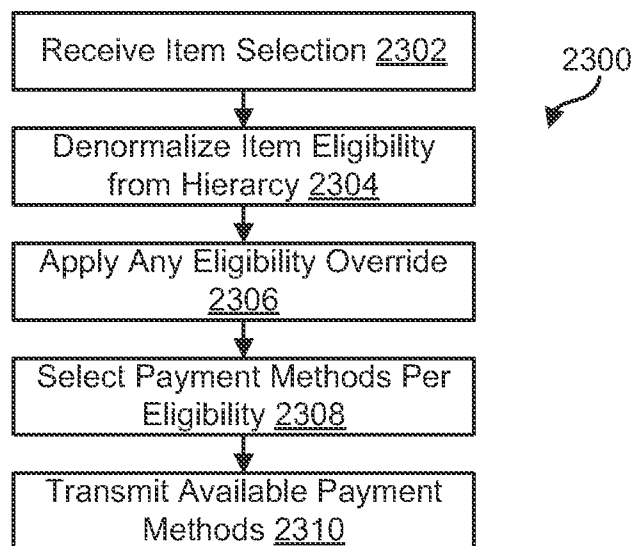 Receive Item Selection 2302
2300
Denormalize Item Eligibility
from Hierarcy 2304
Apply Any Eligibility Override
2306
Select Payment Methods Per
Eligibility 2308
Transmit Available Payment
Methods 2310